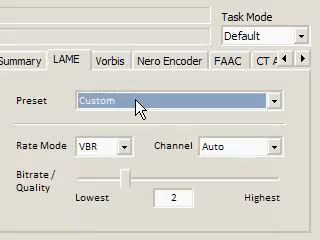 Task Mode
Default
Summary LAME Vorbis Nero Encoder FAAC CT A
Preset Custom
Rate Mode VBR Channel Auto
Bitrate /
Quality
Lowest 2 Highest